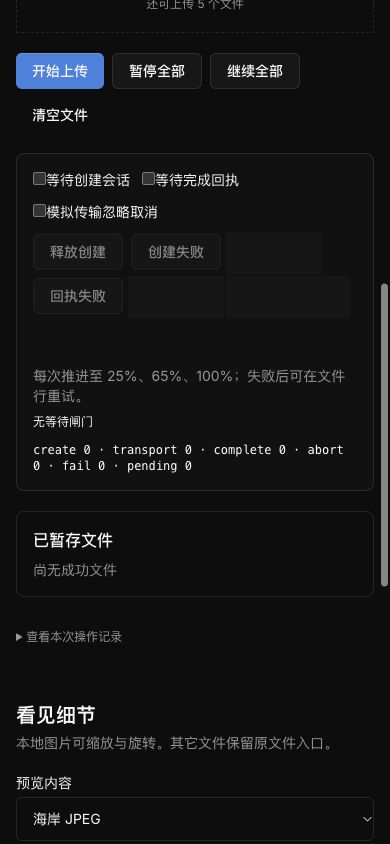 还可上传 5 个文件
开始上传 暂停全部 继续全部
清空文件
等待创建会话 等待完成回执
模拟传输忽略取消
释放创建 创建失败
回执失败
每次推进至 25%、65%、100%；失败后可在文件
行重试。
无等待闸门
create 0 · transport 0 · complete 0 · abort
0 · fail 0 · pending 0
已暂存文件
尚无成功文件
▶ 查看本次操作记录
看见细节
本地图片可缩放与旋转。其它文件保留原文件入口。
预览内容
海岸 JPEG